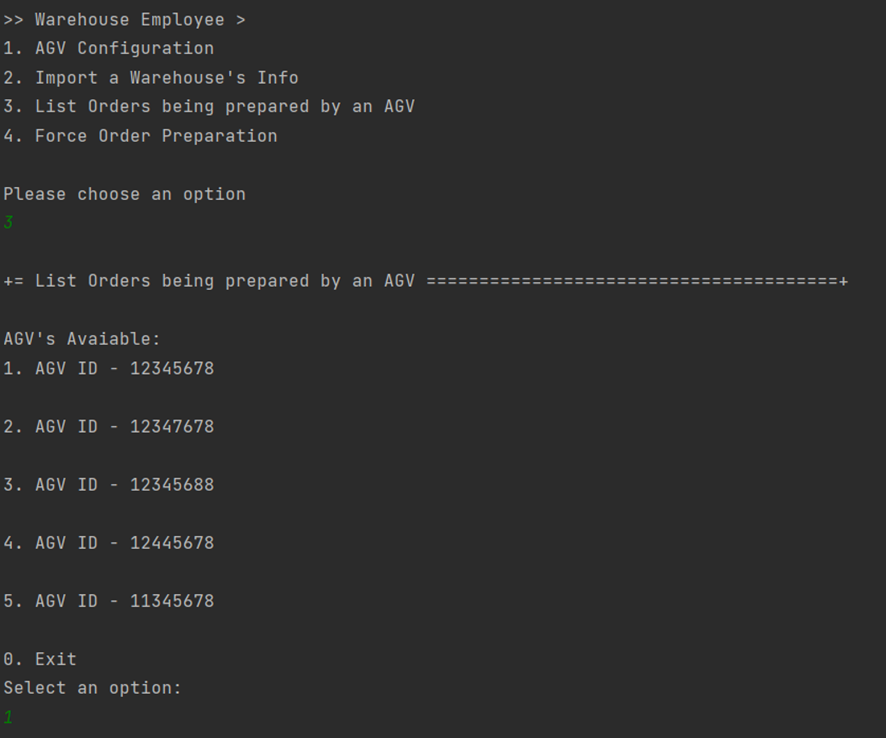 >> Warehouse Employee >
1. AGV Configuration
2. Import a Warehouse's Info
3. List Orders being prepared by an AGV
4. Force Order Preparation
Please choose an option
3
+= List Orders being prepared by an AGV =======================================+
AGV's Avaiable:
1. AGV ID - 12345678
2. AGV ID - 12347678
3. AGV ID - 12345688
4. AGV ID - 12445678
5. AGV ID - 11345678
0. Exit
Select an option:
1